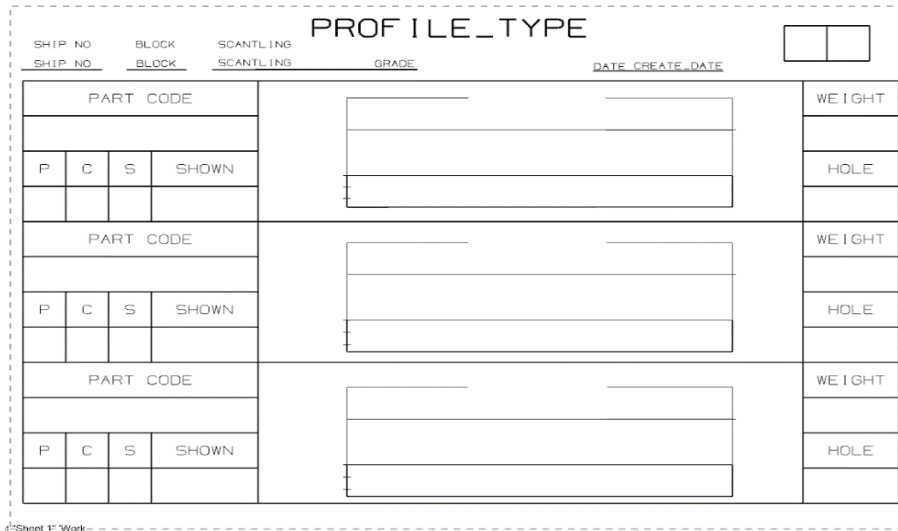 PROFILE_TYPE
SHIP NO BLOCK SCANTLING
SHIP NO BLOCK SCANTLING GRADE DATE CREATE_DATE
PART CODE WEIGHT
P C S SHOWN HOLE
PART CODE WEIGHT
P C S SHOWN HOLE
PART CODE WEIGHT
P C S SHOWN HOLE
"Sheet 1" "Work